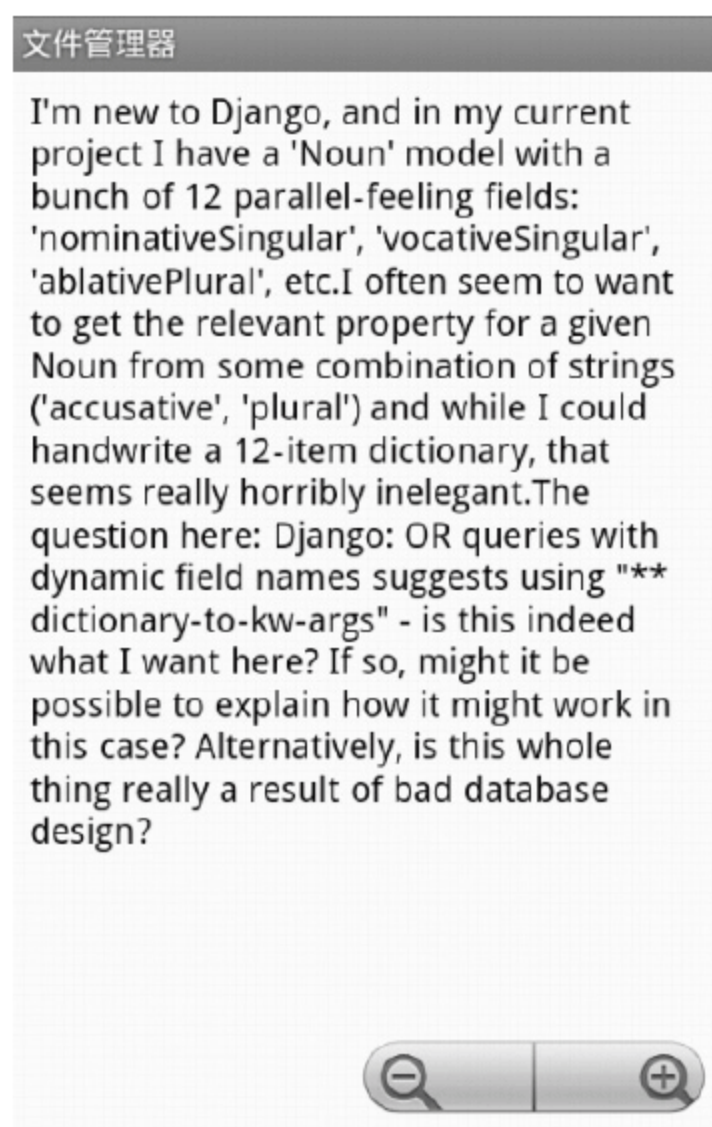 文件管理器
I'm new to Django, and in my current
project I have a 'Noun' model with a
bunch of 12 parallel-feeling fields:
'nominativeSingular', 'vocativeSingular',
'ablativePlural', etc.I often seem to want
to get the relevant property for a given
Noun from some combination of strings
('accusative', 'plural') and while I could
handwrite a 12-item dictionary, that
seems really horribly inelegant.The
question here: Django: OR queries with
dynamic field names suggests using "**
dictionary-to-kw-args" - is this indeed
what I want here? If so, might it be
possible to explain how it might work in
this case? Alternatively, is this whole
thing really a result of bad database
design?